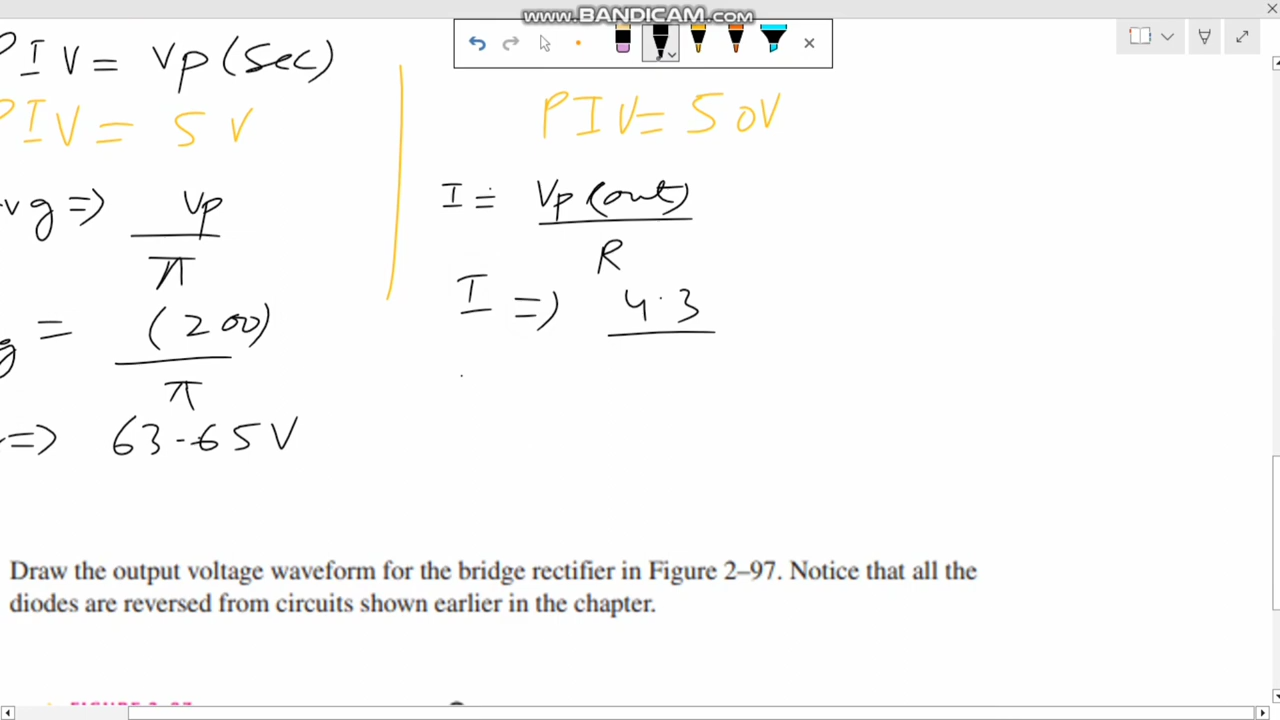 www.BANDICAM.com
PIV = Vp(Sec)
PIV = 5 V
vg => Vp
π
g = (200)
π
=> 63.65V
PIV= 50V
I = Vp(out)
R
I => 4.3
Draw the output voltage waveform for the bridge rectifier in Figure 2–97. Notice that all the
diodes are reversed from circuits shown earlier in the chapter.